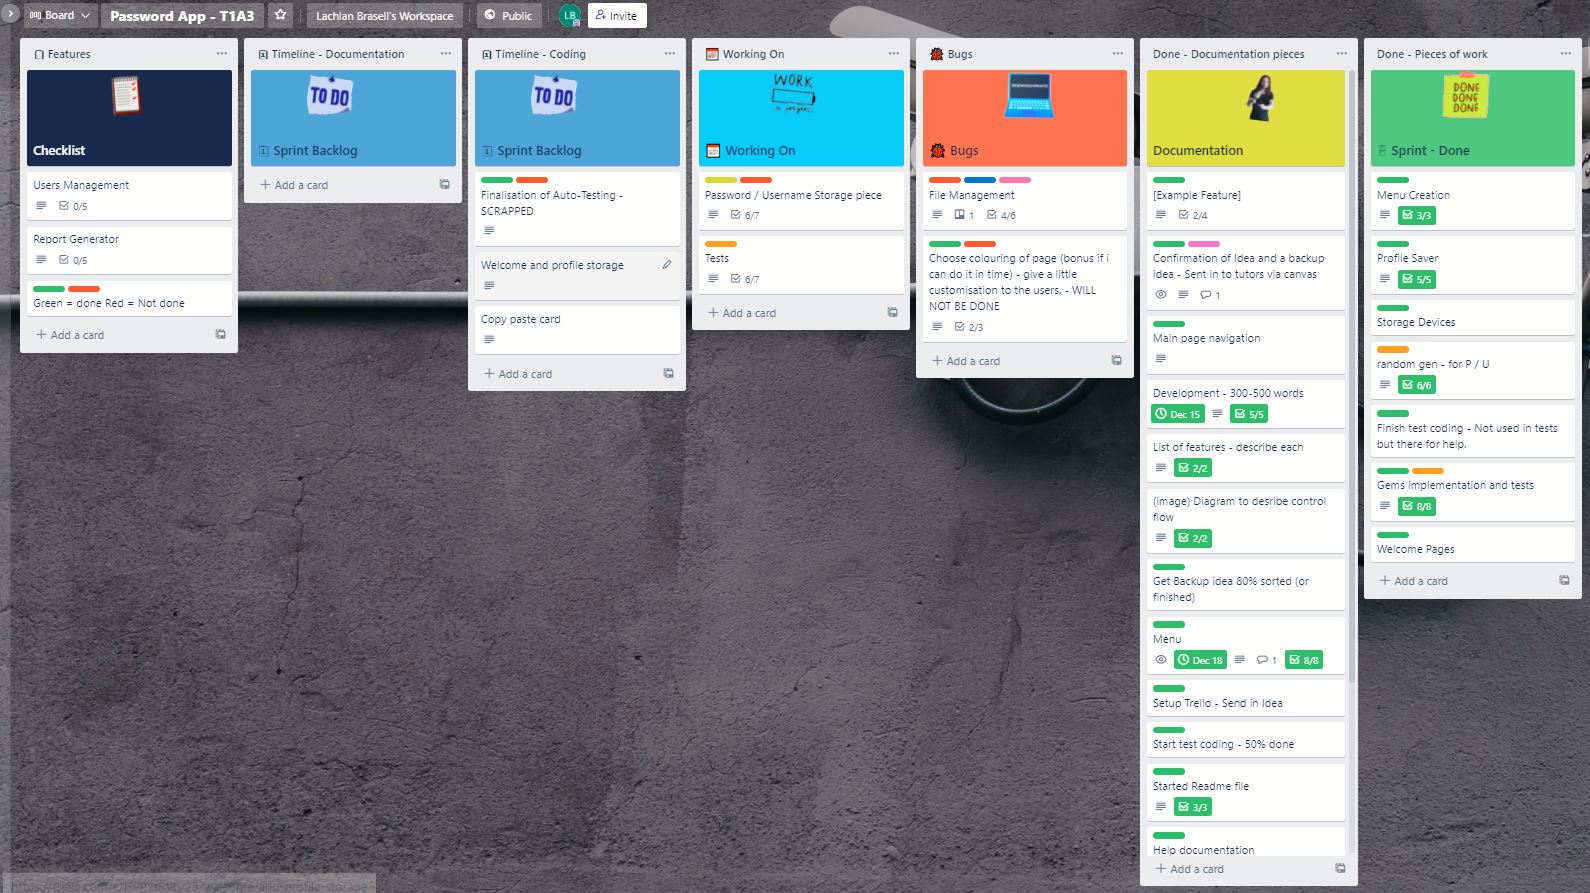 Board
Password App - T1A3
Lachlan Brasell's Workspace
Public
LB
Invite
Features
Checklist
Users Management
0/5
Report Generator
0/5
Green = done Red = Not done
+ Add a card
Timeline - Documentation
TO DO
Sprint Backlog
+ Add a card
Timeline - Coding
TO DO
Sprint Backlog
Finalisation of Auto-Testing -
SCRAPPED
Welcome and profile storage
Copy paste card
+ Add a card
Working On
WORK
Working On
Password / Username Storage piece
6/7
Tests
6/7
+ Add a card
Bugs
Bugs
File Management
1
4/6
Choose colouring of page (bonus if i
can do it in time) - give a little
customisation to the users. - WILL
NOT BE DONE
2/3
+ Add a card
Done - Documentation pieces
Documentation
[Example Feature]
2/4
Confirmation of Idea and a backup
idea - Sent in to tutors via canvas
1
Main page navigation
Development - 300-500 words
Dec 15
5/5
List of features - describe each
2/2
(image) Diagram to desribe control
flow
2/2
Get Backup idea 80% sorted (or
finished)
Menu
Dec 18
1
8/8
Setup Trello - Send in Idea
Start test coding - 50% done
Started Readme file
3/3
Help documentation
+ Add a card
Done - Pieces of work
DONE
DONE
DONE
Sprint - Done
Menu Creation
3/3
Profile Saver
5/5
Storage Devices
random gen - for P / U
6/6
Finish test coding - Not used in tests
but there for help.
Gems implementation and tests
8/8
Welcome Pages
+ Add a card